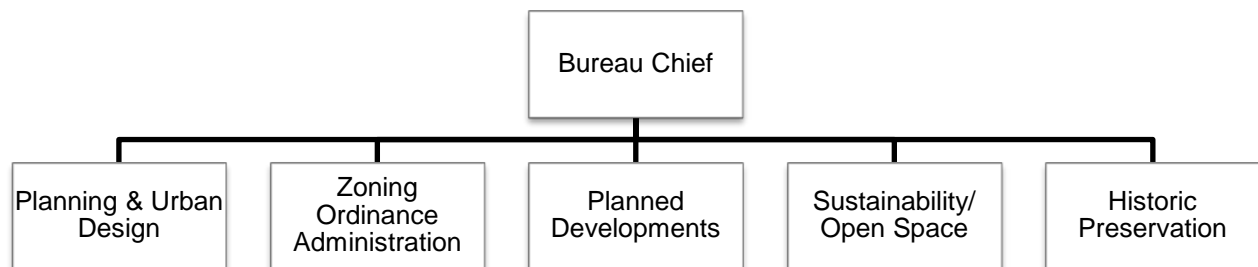 Bureau Chief
Planning & Urban
Design
Zoning
Ordinance
Administration
Planned
Developments
Sustainability/
Open Space
Historic
Preservation